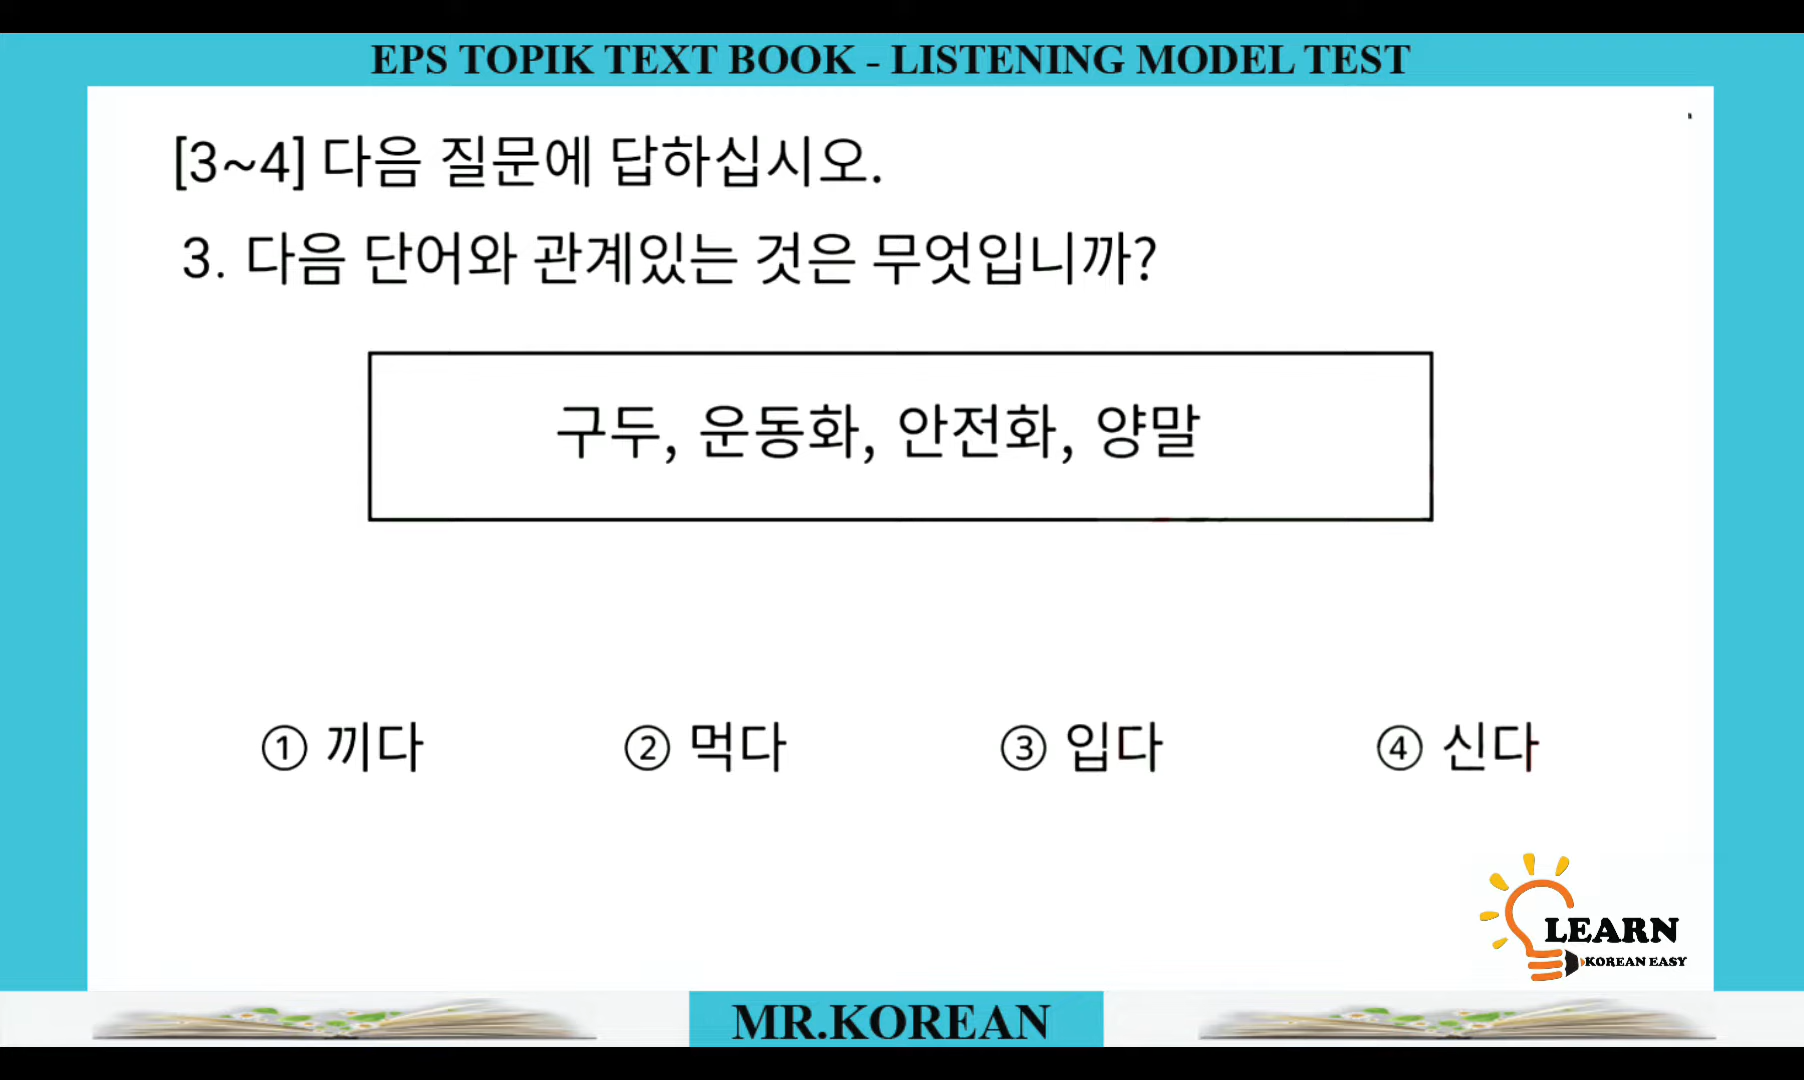 EPS TOPIK TEXT BOOK - LISTENING MODEL TEST
[3~4] 다음 질문에 답하십시오.
3. 다음 단어와 관계있는 것은 무엇입니까?
구두, 운동화, 안전화, 양말
① 끼다 ② 먹다 ③ 입다 ④ 신다
LEARN
KOREAN EASY
MR.KOREAN